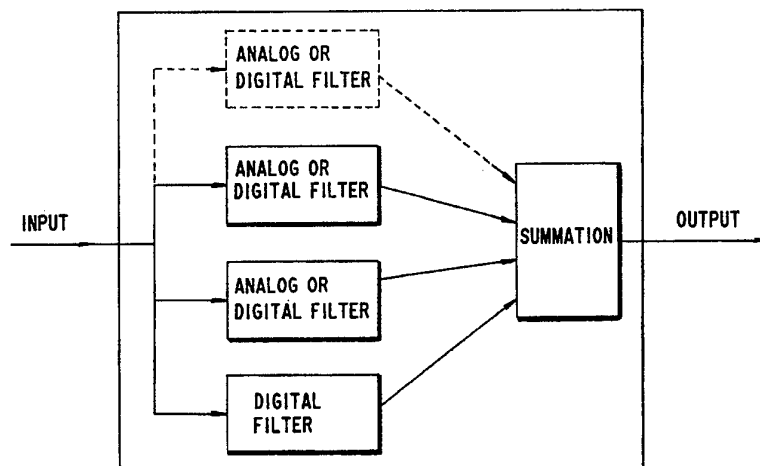 ANALOG OR
DIGITAL FILTER
ANALOG OR
DIGITAL FILTER
INPUT
SUMMATION
OUTPUT
ANALOG OR
DIGITAL FILTER
DIGITAL
FILTER